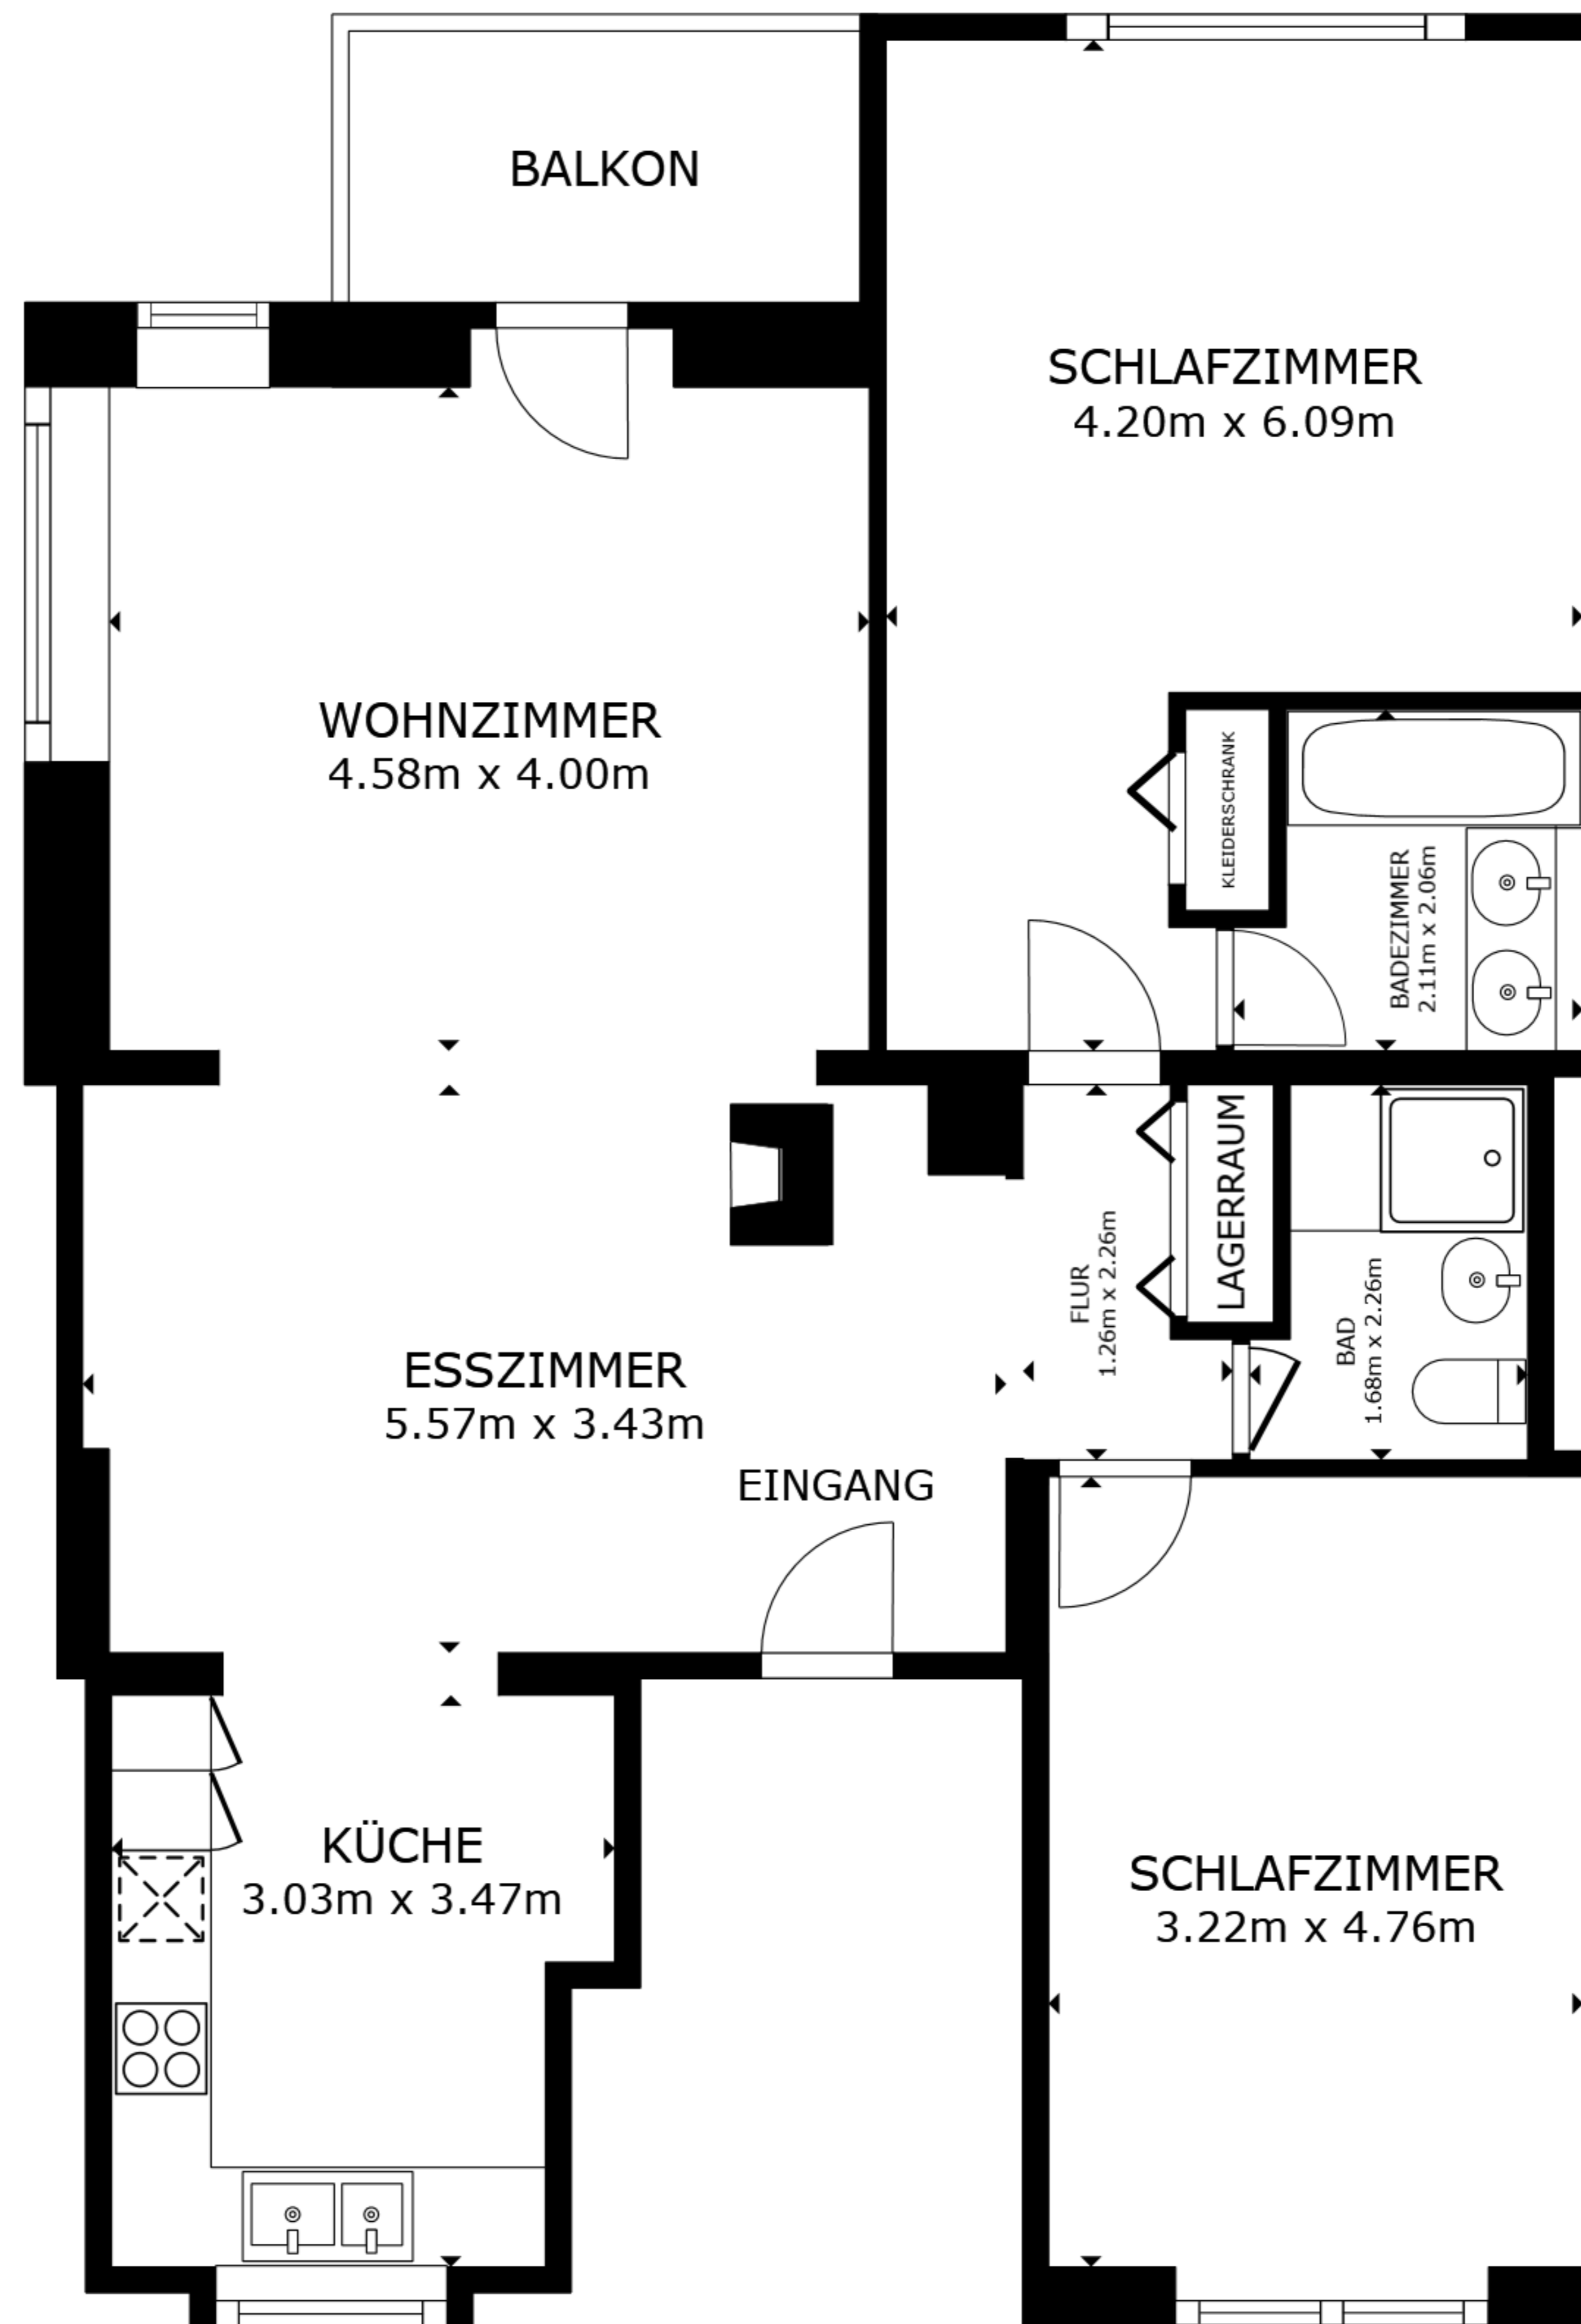 BALKON
SCHLAFZIMMER
4.20m x 6.09m
WOHNZIMMER
4.58m x 4.00m
KLEIDERSCHRANK
BADEZIMMER
2.11m x 2.06m
LAGERRAUM
FLUR
1.26m x 2.26m
BAD
1.68m x 2.26m
ESSZIMMER
5.57m x 3.43m
EINGANG
KÜCHE
3.03m x 3.47m
SCHLAFZIMMER
3.22m x 4.76m